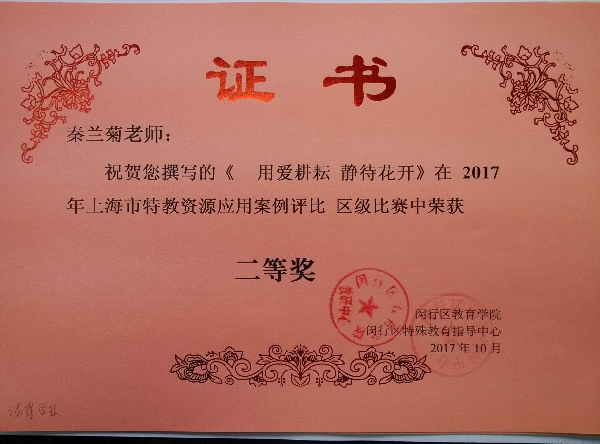 证书
秦兰菊老师：
祝贺您撰写的《 用爱耕耘 静待花开》在 2017
年上海市特教资源应用案例评比 区级比赛中荣获
二等奖
闵行区教育学院
闵行区特殊教育指导中心
2017 年 10 月